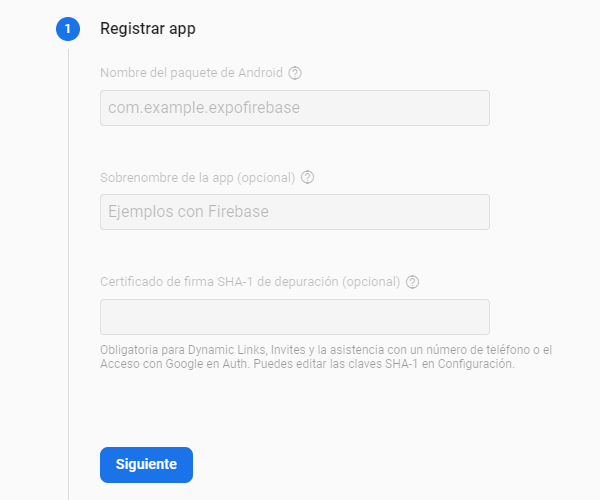 1
Registrar app
Nombre del paquete de Android ?
com.example.expofirebase
Sobrenombre de la app (opcional) ?
Ejemplos con Firebase
Certificado de firma SHA-1 de depuración (opcional) ?
Obligatoria para Dynamic Links, Invites y la asistencia con un número de teléfono o el
Acceso con Google en Auth. Puedes editar las claves SHA-1 en Configuración.
Siguiente